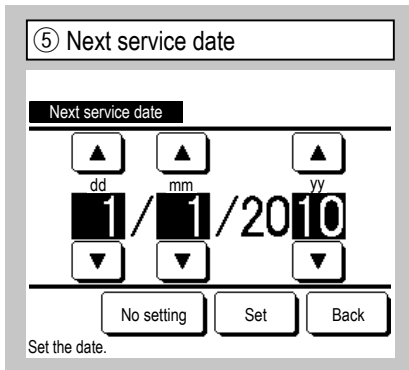 ⑤ Next service date
Next service date
▲ ▲ ▲
dd mm yy
1/ 1/2010
▼ ▼ ▼
No setting Set Back
Set the date.